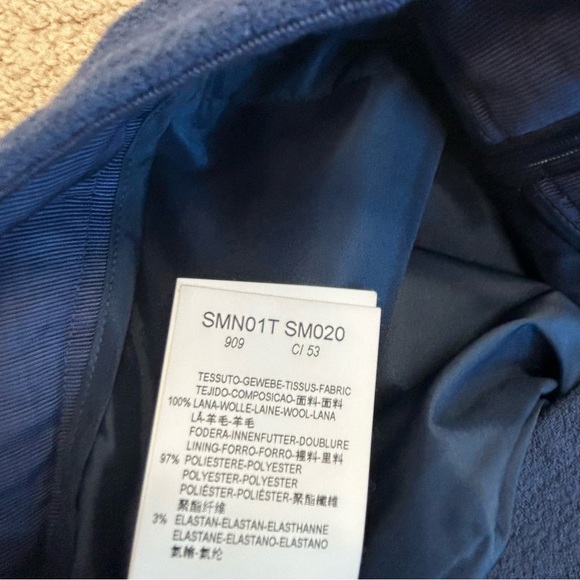 SMN01T SM020
909 CI 53
TESSUTO-GEWEBE-TISSUS-FABRIC
TEJIDO-COMPOSICAO-面料-面料
100% LANA-WOLLE-LAINE-WOOL-LANA
LÃ-羊毛-羊毛
FODERA-INNENFUTTER-DOUBLURE
LINING-FORRO-FORRO-裡料-里料
97% POLIESTERE-POLYESTER
POLYESTER-POLYESTER
POLIÉSTER-POLIÉSTER-聚酯纖維
聚酯纤维
3% ELASTAN-ELASTAN-ELASTHANNE
ELASTANE-ELASTANO-ELASTANO
氨綸-氨纶